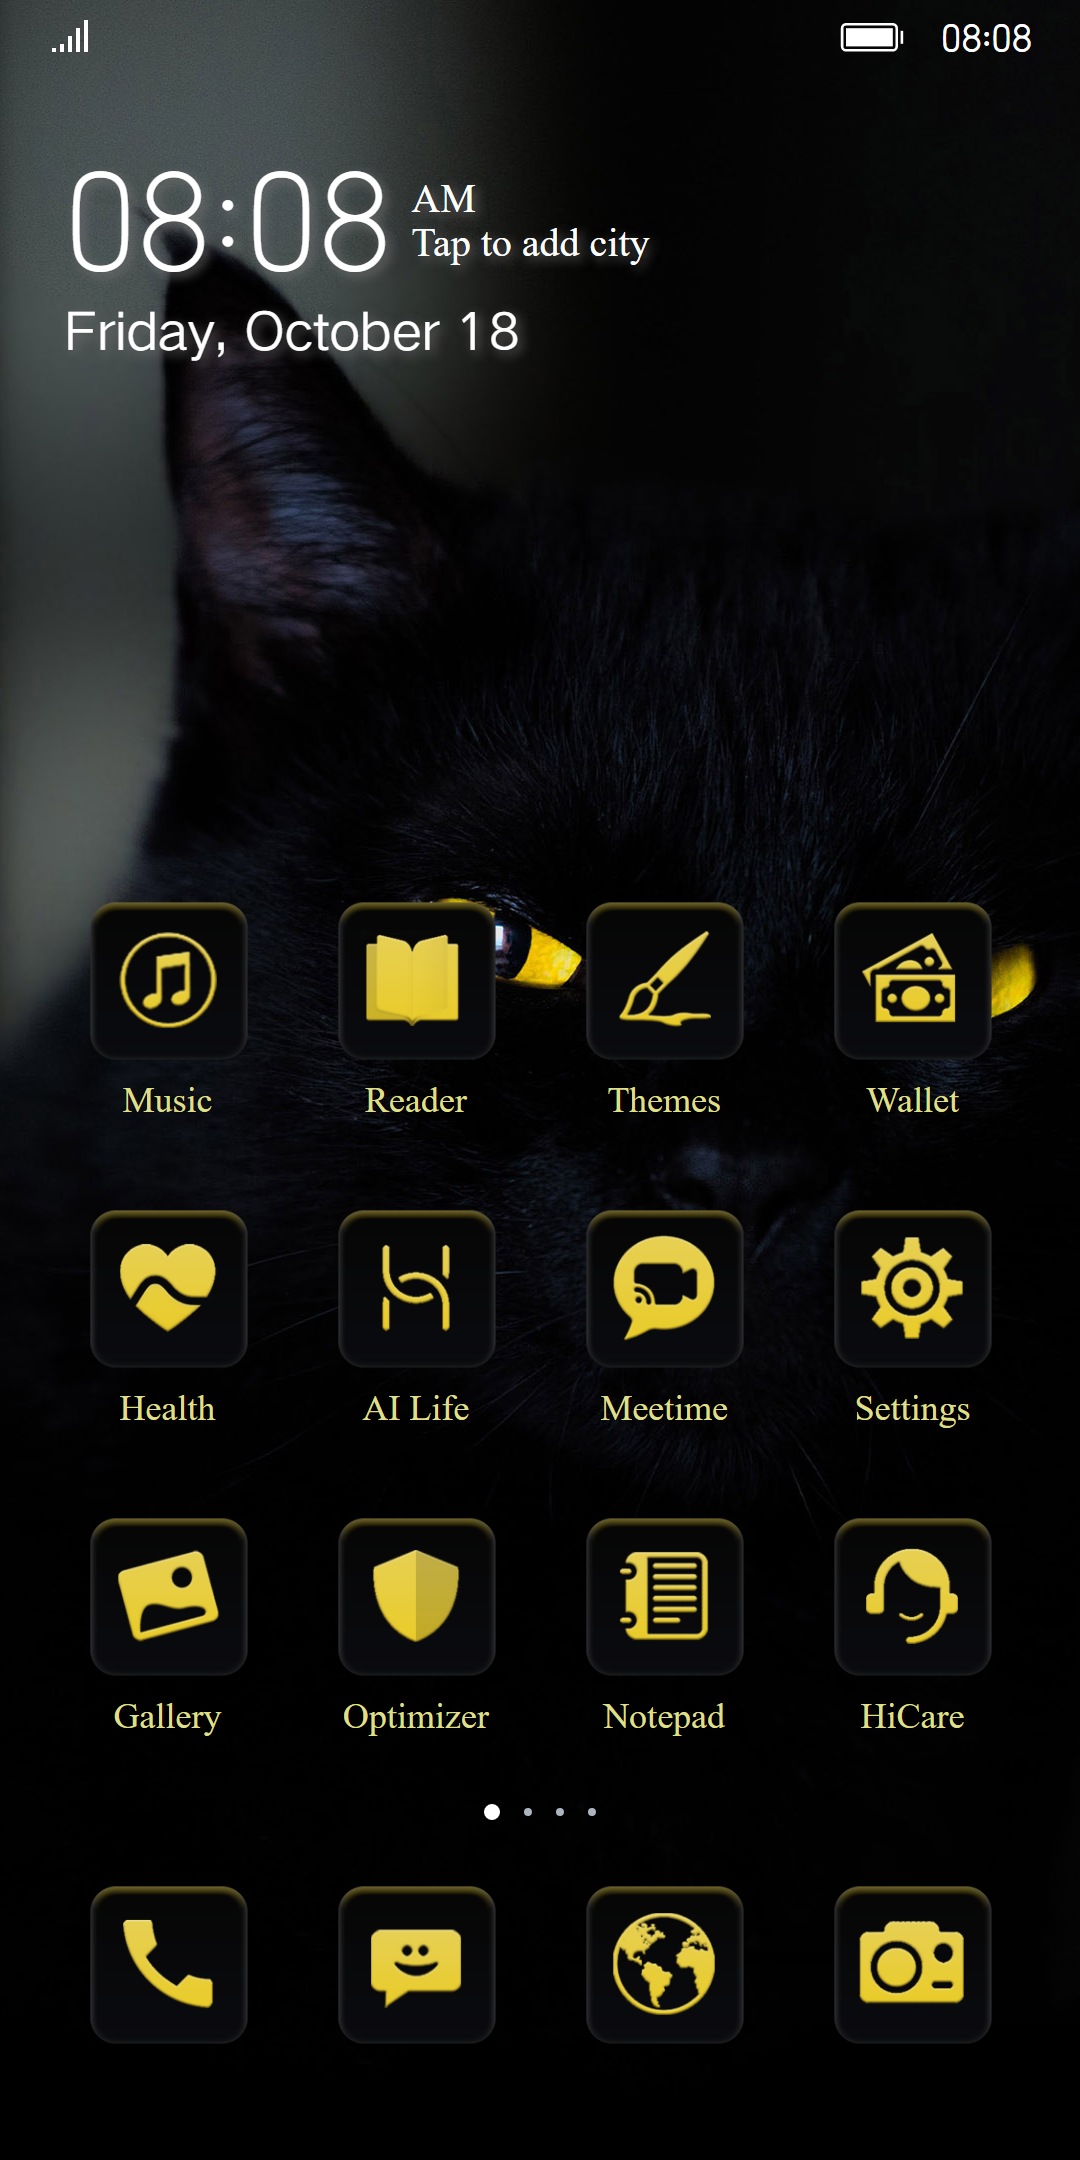 08:08
08:08 AM
Tap to add city
Friday, October 18
Music Reader Themes Wallet
Health AI Life Meetime Settings
Gallery Optimizer Notepad HiCare